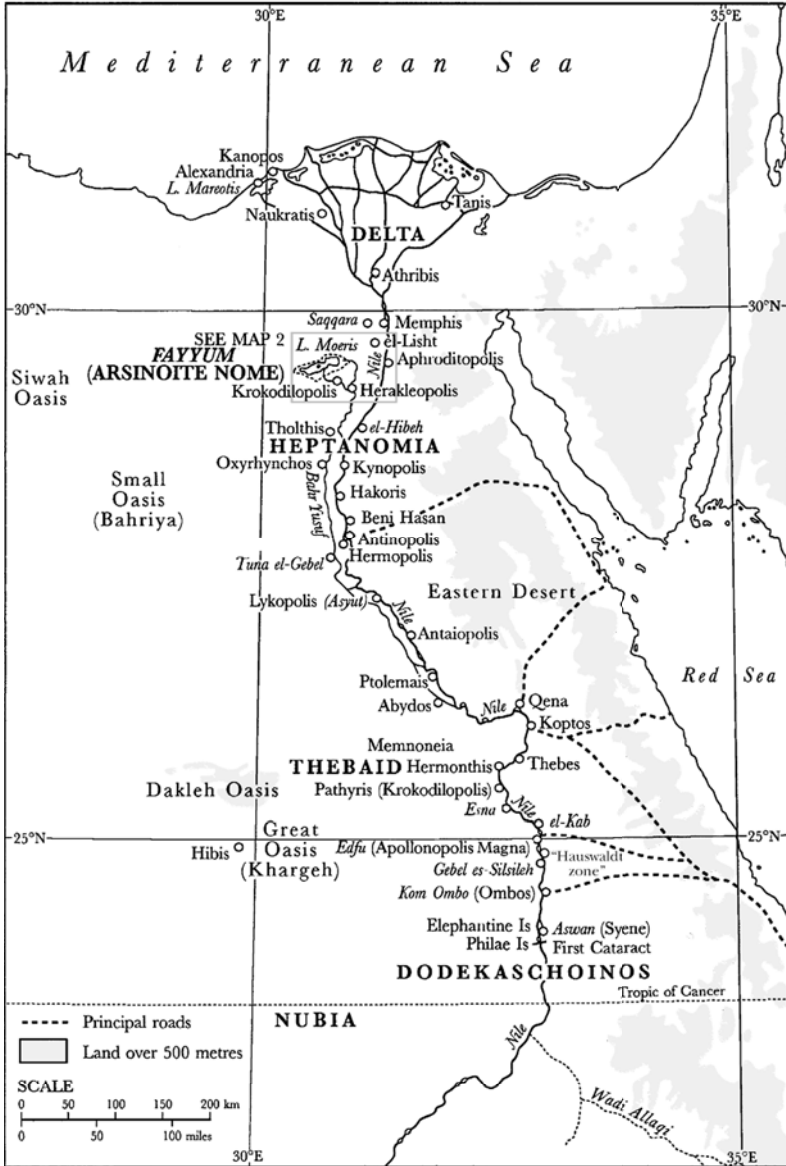 30°E
35°E
Mediterranean Sea
Kanopos
Alexandria
L. Mareotis
Naukratis
Tanis
DELTA
Athribis
30°N
30°N
Saqqara
Memphis
SEE MAP 2
L. Moeris
el-Lisht
FAYYUM
(ARSINOITE NOME)
Nile
Aphroditopolis
Siwah
Oasis
Krokodilopolis
Herakleopolis
Tholthis
el-Hibeh
HEPTANOMIA
Oxyrhynchos
Kynopolis
Small
Oasis
(Bahriya)
Bahr Yusuf
Hakoris
Beni Hasan
Antinopolis
Hermopolis
Tuna el-Gebel
Eastern Desert
Lykopolis (Asyut)
Nile
Antaiopolis
Red Sea
Ptolemais
Abydos
Nile
Qena
Koptos
Memnoneia
THEBAID
Hermonthis
Thebes
Dakleh Oasis
Pathyris (Krokodilopolis)
Esna
Nile
el-Kab
25°N
25°N
Great
Oasis
(Khargeh)
Hibis
Edfu (Apollonopolis Magna)
"Hauswaldt
zone"
Gebel es-Silsileh
Kom Ombo (Ombos)
Elephantine Is
Aswan (Syene)
Philae Is
First Cataract
DODEKASCHOINOS
Tropic of Cancer
NUBIA
Principal roads
Land over 500 metres
Nile
Wadi Allaqi
SCALE
0 50 100 150 200 km
0 50 100 miles
30°E
35°E